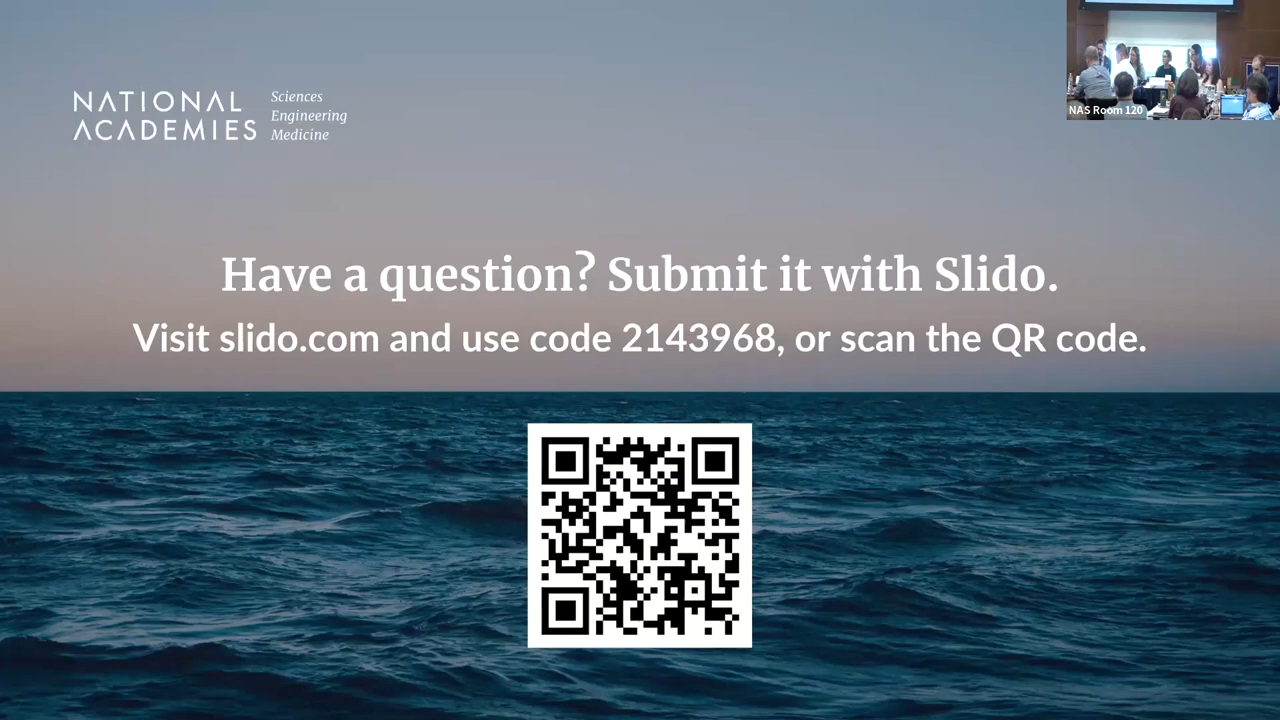 NATIONAL
ACADEMIES
Sciences
Engineering
Medicine
NAS Room 120
Have a question? Submit it with Slido.
Visit slido.com and use code 2143968, or scan the QR code.